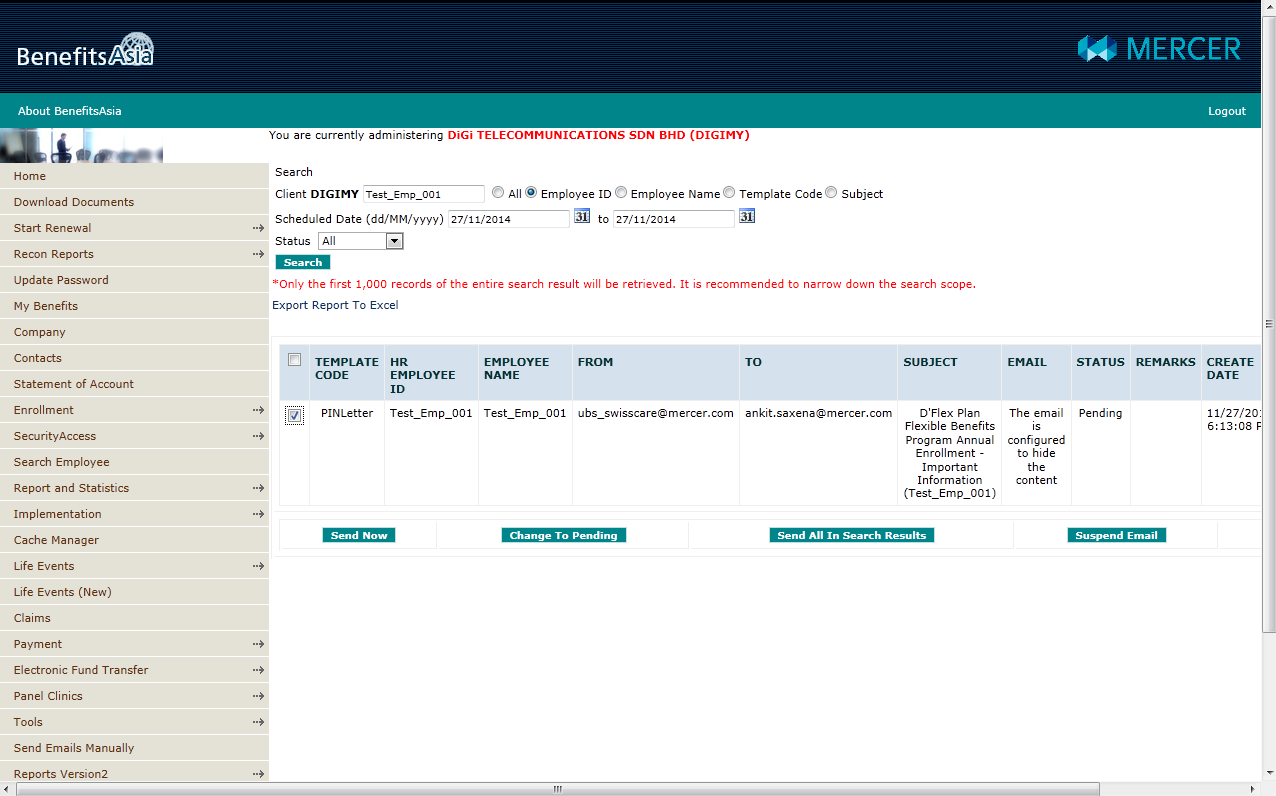 BenefitsAsia
MERCER
About BenefitsAsia
Logout
You are currently administering DiGi TELECOMMUNICATIONS SDN BHD (DIGIMY)
Home
Download Documents
Start Renewal
Recon Reports
Update Password
My Benefits
Company
Contacts
Statement of Account
Enrollment
SecurityAccess
Search Employee
Report and Statistics
Implementation
Cache Manager
Life Events
Life Events (New)
Claims
Payment
Electronic Fund Transfer
Panel Clinics
Tools
Send Emails Manually
Reports Version2
Search
Client DIGIMY Test_Emp_001 All Employee ID Employee Name Template Code Subject
Scheduled Date (dd/MM/yyyy) 27/11/2014 31 to 27/11/2014 31
Status All
Search
*Only the first 1,000 records of the entire search result will be retrieved. It is recommended to narrow down the search scope.
Export Report To Excel
TEMPLATE CODE
HR EMPLOYEE ID
EMPLOYEE NAME
FROM
TO
SUBJECT
EMAIL
STATUS
REMARKS
CREATE DATE
PINLetter
Test_Emp_001
Test_Emp_001
ubs_swisscare@mercer.com
ankit.saxena@mercer.com
D'Flex Plan
Flexible Benefits
Program Annual
Enrollment -
Important
Information
(Test_Emp_001)
The email
is
configured
to hide
the
content
Pending
11/27/20
6:13:08
Send Now
Change To Pending
Send All In Search Results
Suspend Email